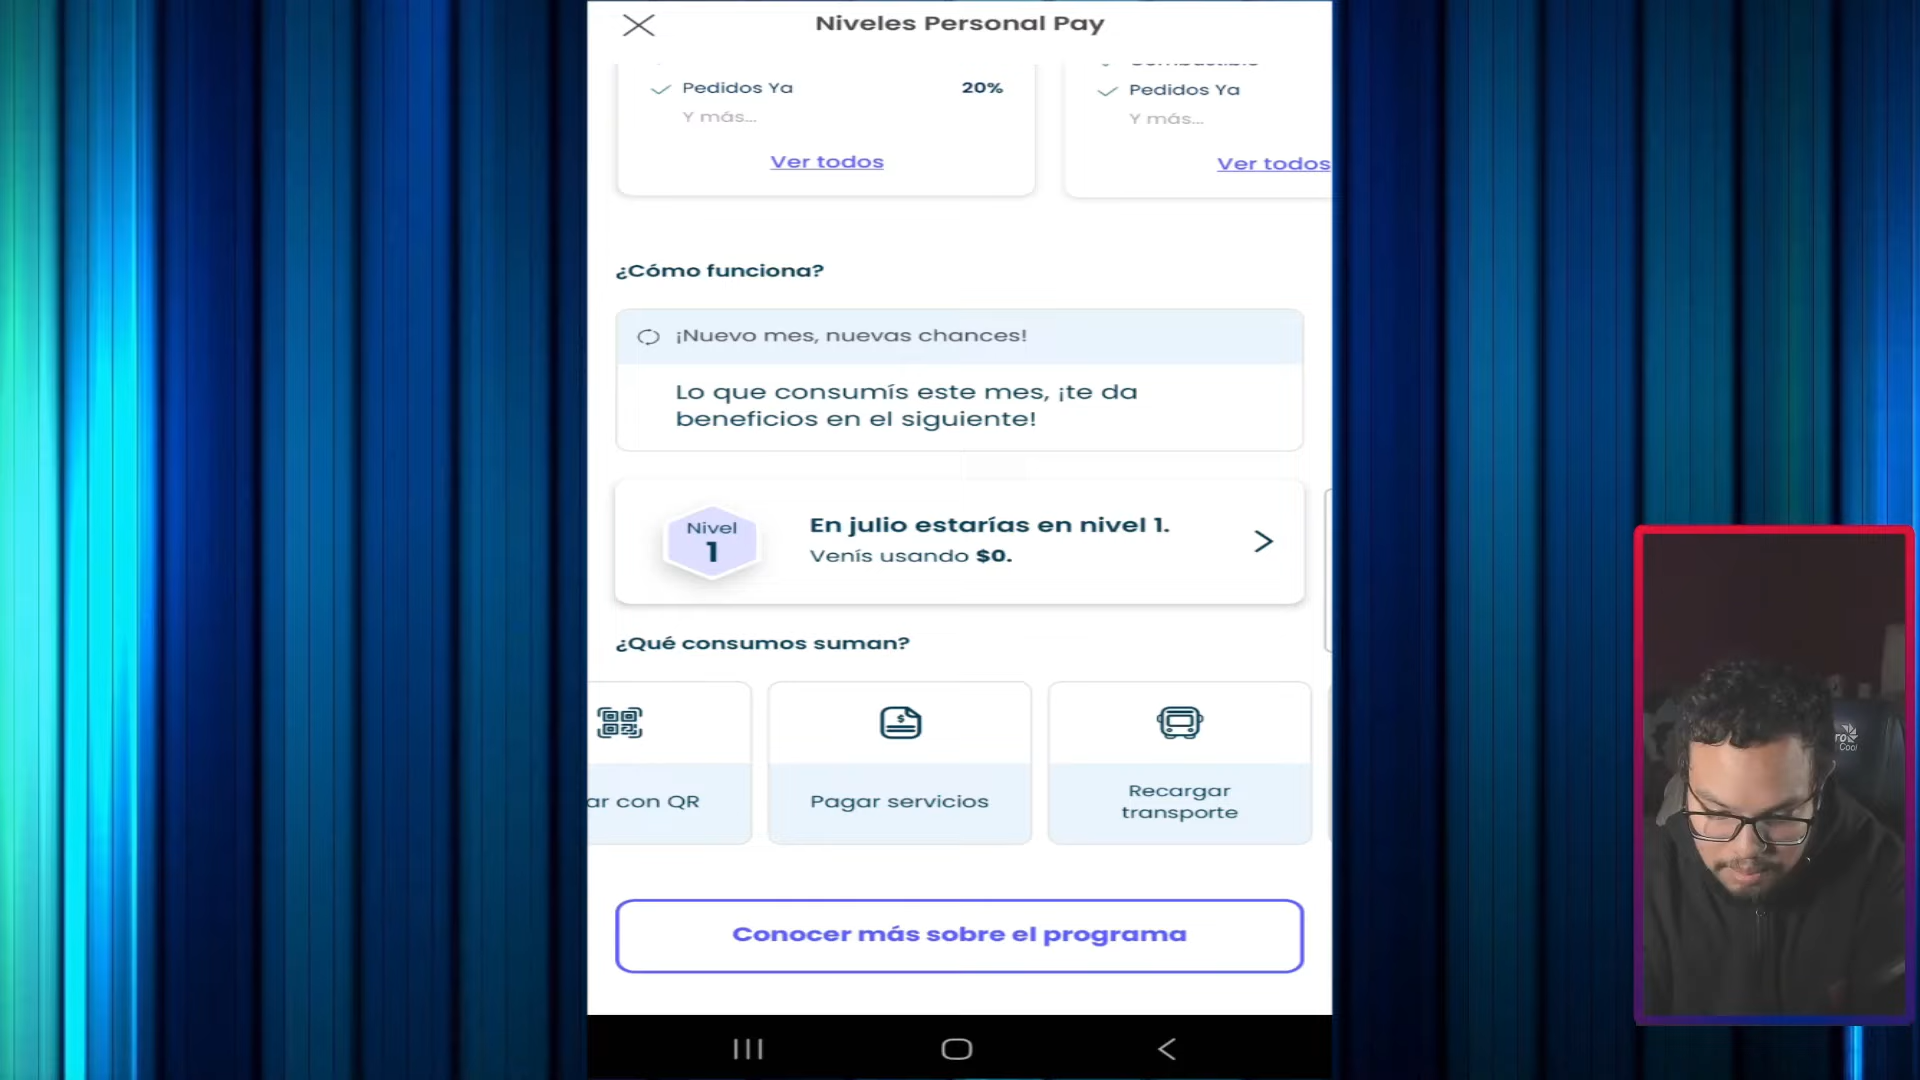 Niveles Personal Pay
Pedidos Ya 20%
Y más...
Ver todos
Pedidos Ya
Y más...
Ver todos
¿Cómo funciona?
¡Nuevo mes, nuevas chances!
Lo que consumís este mes, ¡te da
beneficios en el siguiente!
Nivel
1
En julio estarías en nivel 1.
Venís usando $0.
¿Qué consumos suman?
ar con QR
Pagar servicios
Recargar
transporte
Conocer más sobre el programa
Cool